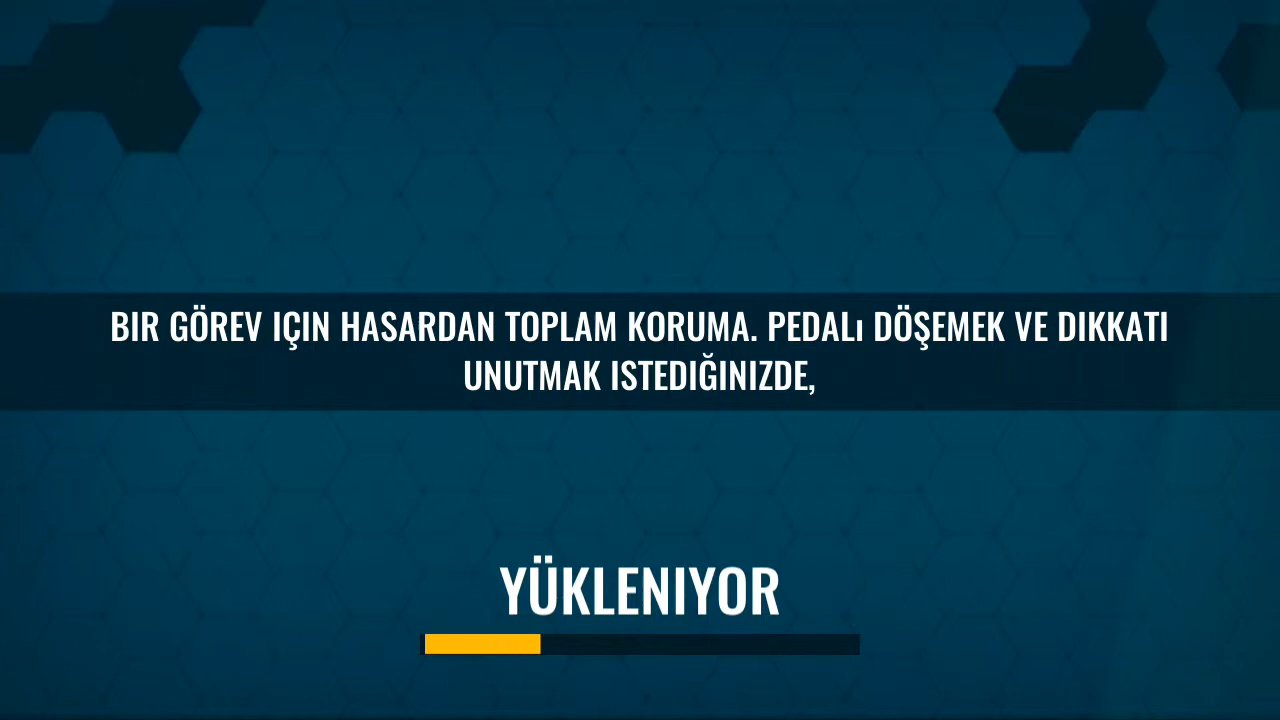 BIR GÖREV IÇIN HASARDAN TOPLAM KORUMA. PEDALı DÖŞEMEK VE DIKKATI
UNUTMAK ISTEDIĞINIZDE,
YÜKLENIYOR